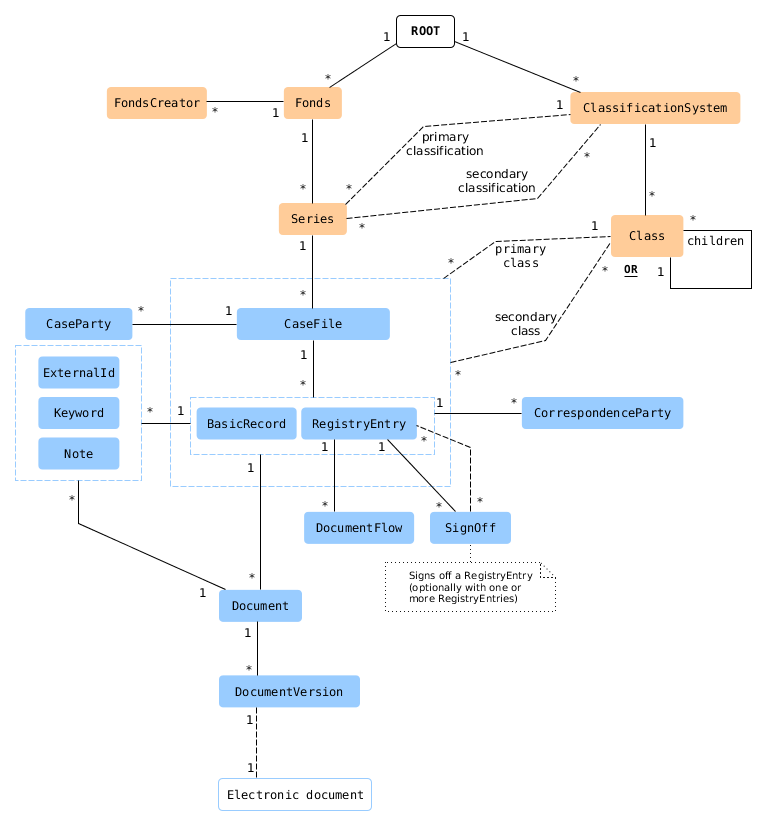 ROOT
1
1
*
*
FondsCreator
Fonds
ClassificationSystem
*
1
1
1
primary
classification
*
1
secondary
classification
*
*
*
*
Series
*
1
Class
*
children
1
primary
class
*
OR
*
1
*
secondary
class
*
CaseParty
*
1
CaseFile
1
*
ExternalId
Keyword
Note
*
1
BasicRecord
RegistryEntry
1
*
CorrespondenceParty
1
1
1
*
*
*
*
*
DocumentFlow
SignOff
Signs off a RegistryEntry
(optionally with one or
more RegistryEntries)
*
1
Document
1
*
DocumentVersion
1
1
Electronic document